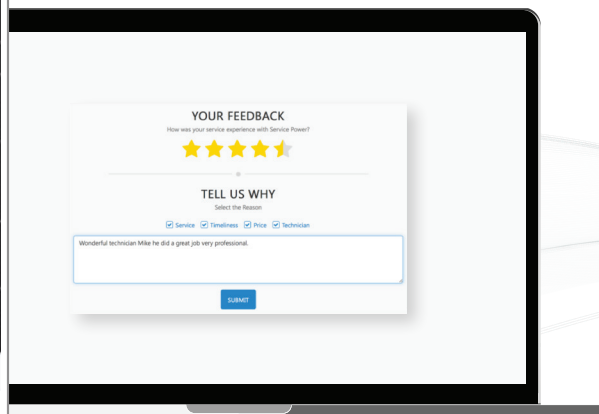 YOUR FEEDBACK
How was your service experience with Service Power?
TELL US WHY
Select the Reason
Service Timeliness Price Technician
Wonderful technician Mike he did a great job very professional.
SUBMIT